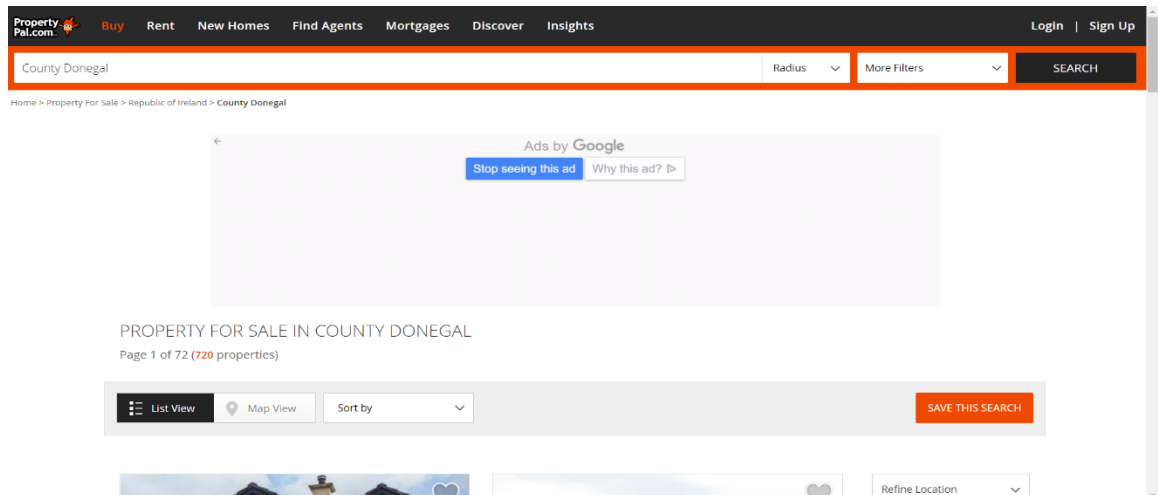 Property Pal.com
Buy Rent New Homes Find Agents Mortgages Discover Insights Login | Sign Up
County Donegal Radius More Filters SEARCH
Home > Property For Sale > Republic of Ireland > County Donegal
Ads by Google
Stop seeing this ad Why this ad?
PROPERTY FOR SALE IN COUNTY DONEGAL
Page 1 of 72 (720 properties)
List View Map View Sort by SAVE THIS SEARCH
Refine Location